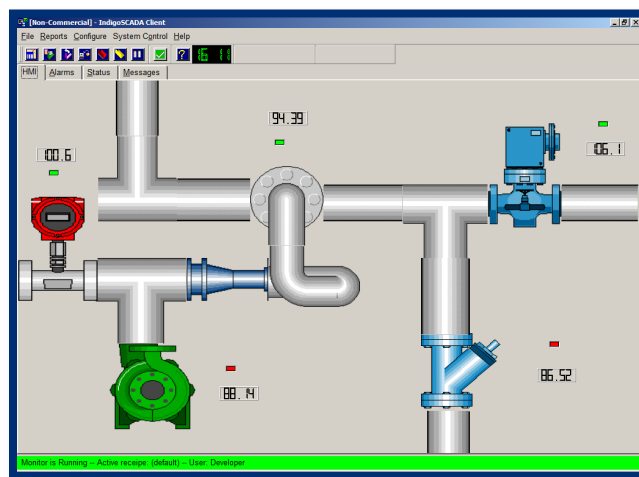 [Non-Commercial] - IndigoSCADA Client
File Reports Configure System Control Help
16 11
HMI Alarms Status Messages
94.39
100.6
106.1
86.52
88.14
Monitor is Running -- Active receipe: (default) -- User: Developer